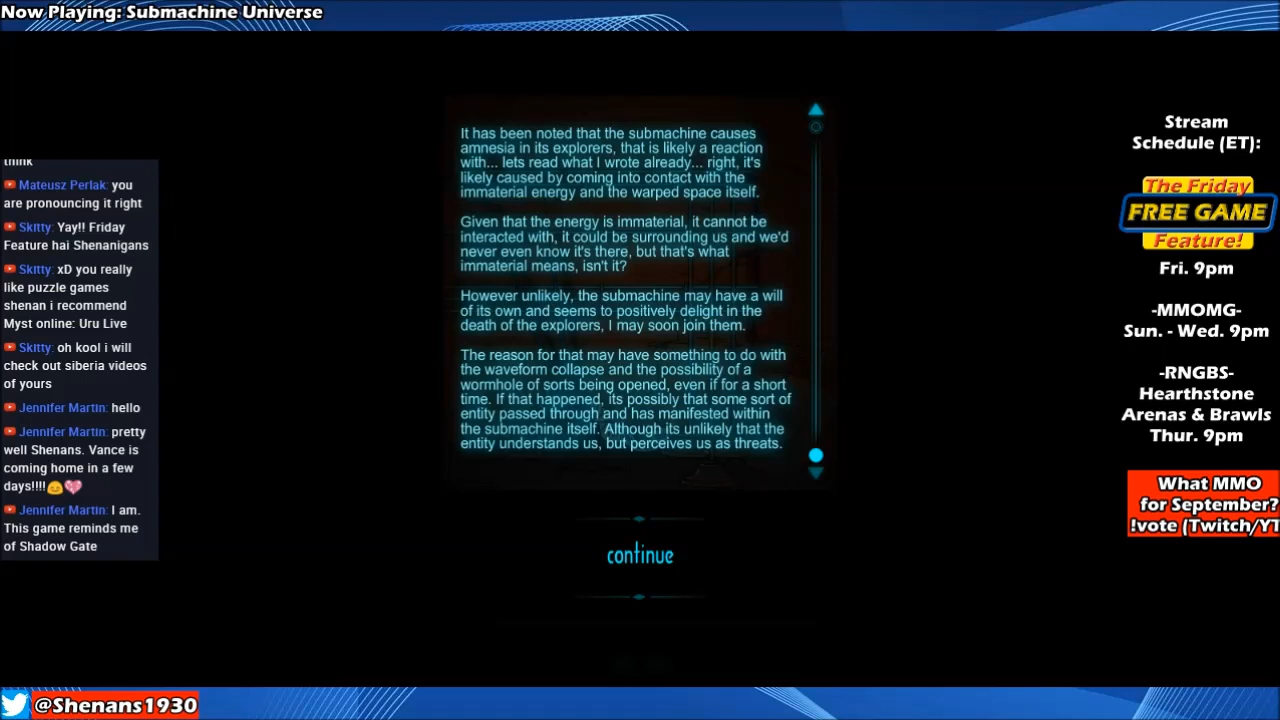 Now Playing: Submachine Universe
think
Mateusz Perlak: you
are pronouncing it right
Skitty: Yay!! Friday
Feature hai Shenanigans
Skitty: xD you really
like puzzle games
shenan i recommend
Myst online: Uru Live
Skitty: oh kool i will
check out siberia videos
of yours
Jennifer Martin: hello
Jennifer Martin: pretty
well Shenans. Vance is
coming home in a few
days!!!!😊💖
Jennifer Martin: I am.
This game reminds me
of Shadow Gate
It has been noted that the submachine causes
amnesia in its explorers, that is likely a reaction
with... lets read what I wrote already... right, it's
likely caused by coming into contact with the
immaterial energy and the warped space itself.
Given that the energy is immaterial, it cannot be
interacted with, it could be surrounding us and we'd
never even know it's there, but that's what
immaterial means, isn't it?
However unlikely, the submachine may have a will
of its own and seems to positively delight in the
death of the explorers, I may soon join them.
The reason for that may have something to do with
the waveform collapse and the possibility of a
wormhole of sorts being opened, even if for a short
time. If that happened, its possibly that some sort of
entity passed through and has manifested within
the submachine itself. Although its unlikely that the
entity understands us, but perceives us as threats.
continue
Stream
Schedule (ET):
The Friday
FREE GAME
Feature!
Fri. 9pm
-MMOMG-
Sun. - Wed. 9pm
-RNGBS-
Hearthstone
Arenas & Brawls
Thur. 9pm
What MMO
for September?
!vote (Twitch/YT
@Shenans1930